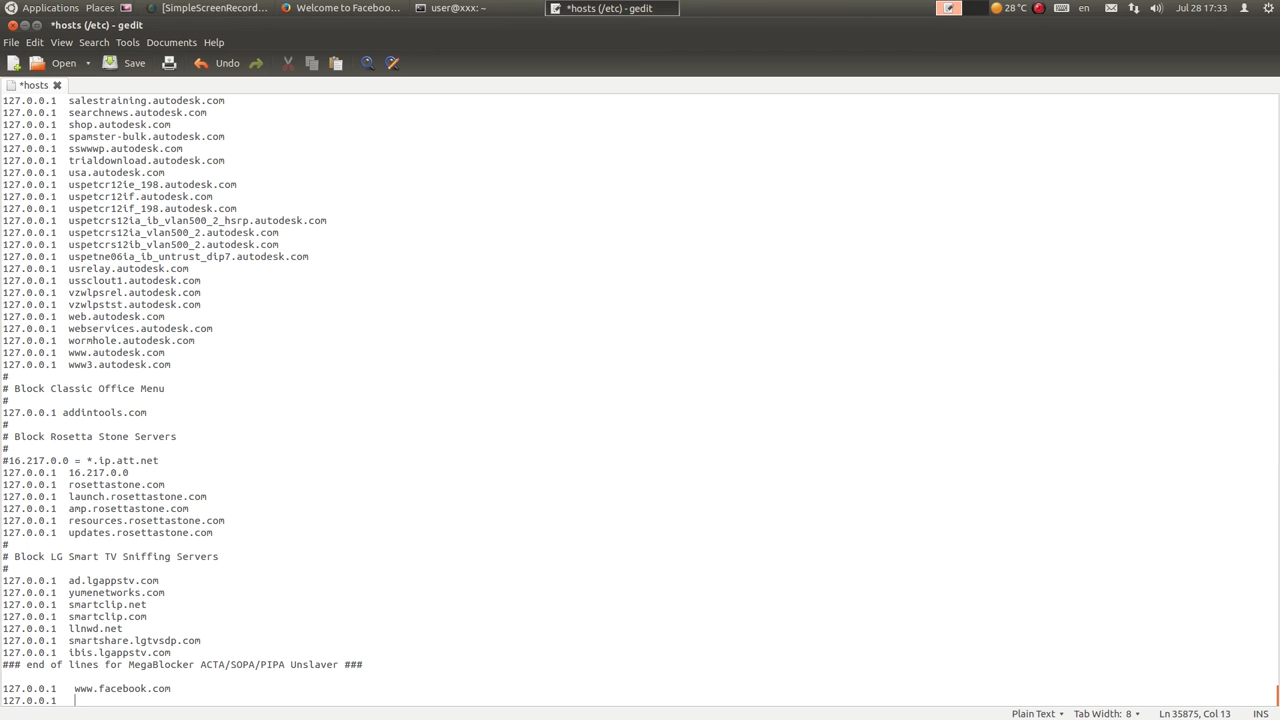 Applications Places [SimpleScreenRecord... Welcome to Faceboo... user@xxx: ~ *hosts (/etc) - gedit 28 °C en Jul 28 17:33
*hosts (/etc) - gedit
File Edit View Search Tools Documents Help
Open Save Undo
*hosts
127.0.0.1 salestraining.autodesk.com
127.0.0.1 searchnews.autodesk.com
127.0.0.1 shop.autodesk.com
127.0.0.1 spamster-bulk.autodesk.com
127.0.0.1 sswwwp.autodesk.com
127.0.0.1 trialdownload.autodesk.com
127.0.0.1 usa.autodesk.com
127.0.0.1 uspetcr12ie_198.autodesk.com
127.0.0.1 uspetcr12if.autodesk.com
127.0.0.1 uspetcr12if_198.autodesk.com
127.0.0.1 uspetcrs12ia_ib_vlan500_2_hsrp.autodesk.com
127.0.0.1 uspetcrs12ia_vlan500_2.autodesk.com
127.0.0.1 uspetcrs12ib_vlan500_2.autodesk.com
127.0.0.1 uspetne06ia_ib_untrust_dip7.autodesk.com
127.0.0.1 usrelay.autodesk.com
127.0.0.1 ussclout1.autodesk.com
127.0.0.1 vzwlpsrel.autodesk.com
127.0.0.1 vzwlpstst.autodesk.com
127.0.0.1 web.autodesk.com
127.0.0.1 webservices.autodesk.com
127.0.0.1 wormhole.autodesk.com
127.0.0.1 www.autodesk.com
127.0.0.1 www3.autodesk.com
#
# Block Classic Office Menu
#
127.0.0.1 addintools.com
#
# Block Rosetta Stone Servers
#
#16.217.0.0 = *.ip.att.net
127.0.0.1 16.217.0.0
127.0.0.1 rosettastone.com
127.0.0.1 launch.rosettastone.com
127.0.0.1 amp.rosettastone.com
127.0.0.1 resources.rosettastone.com
127.0.0.1 updates.rosettastone.com
#
# Block LG Smart TV Sniffing Servers
#
127.0.0.1 ad.lgappstv.com
127.0.0.1 yumenetworks.com
127.0.0.1 smartclip.net
127.0.0.1 smartclip.com
127.0.0.1 llnwd.net
127.0.0.1 smartshare.lgtvsdp.com
127.0.0.1 ibis.lgappstv.com
### end of lines for MegaBlocker ACTA/SOPA/PIPA Unslaver ###
127.0.0.1 www.facebook.com
127.0.0.1
Plain Text Tab Width: 8 Ln 35875, Col 13 INS